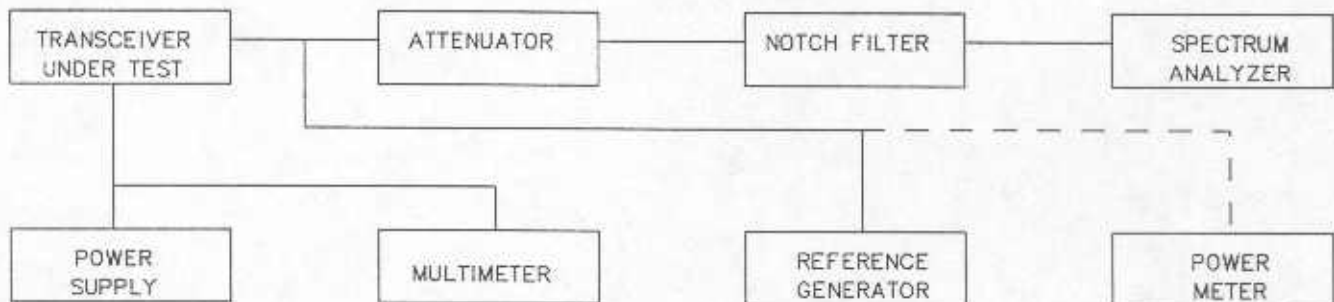 TRANSCEIVER
UNDER TEST
ATTENUATOR
NOTCH FILTER
SPECTRUM
ANALYZER
POWER
SUPPLY
MULTIMETER
REFERENCE
GENERATOR
POWER
METER